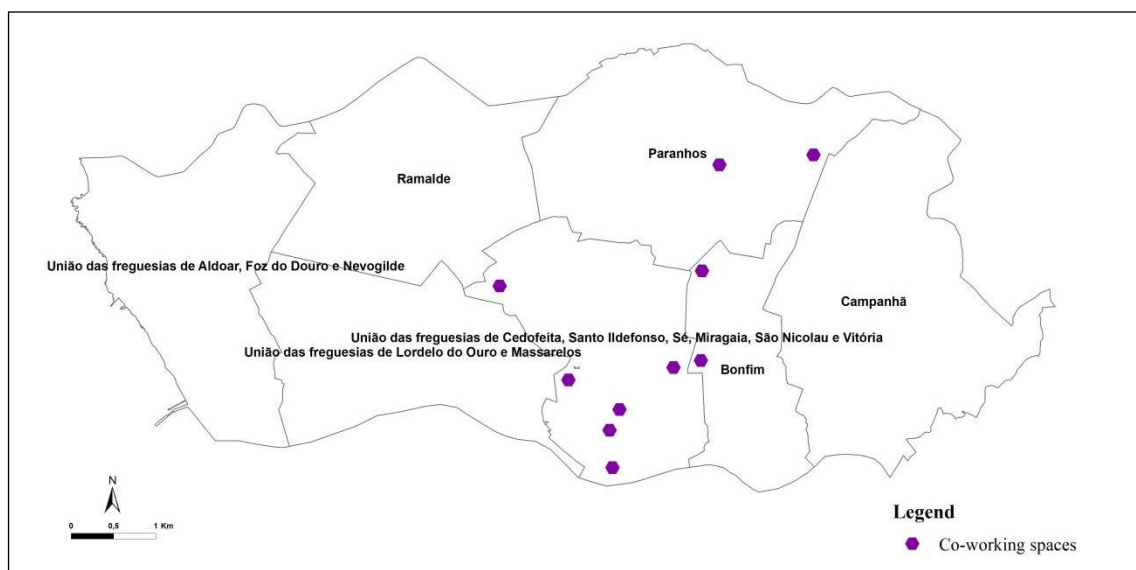 Paranhos
Ramalde
União das freguesias de Aldoar, Foz do Douro e Nevogilde
Campanhã
União das freguesias de Cedofeita, Santo Ildefonso, Sé, Miragaia, São Nicolau e Vitória
União das freguesias de Lordelo do Ouro e Massarelos
Bonfim
N
0 0,5 1 Km
Legend
Co-working spaces